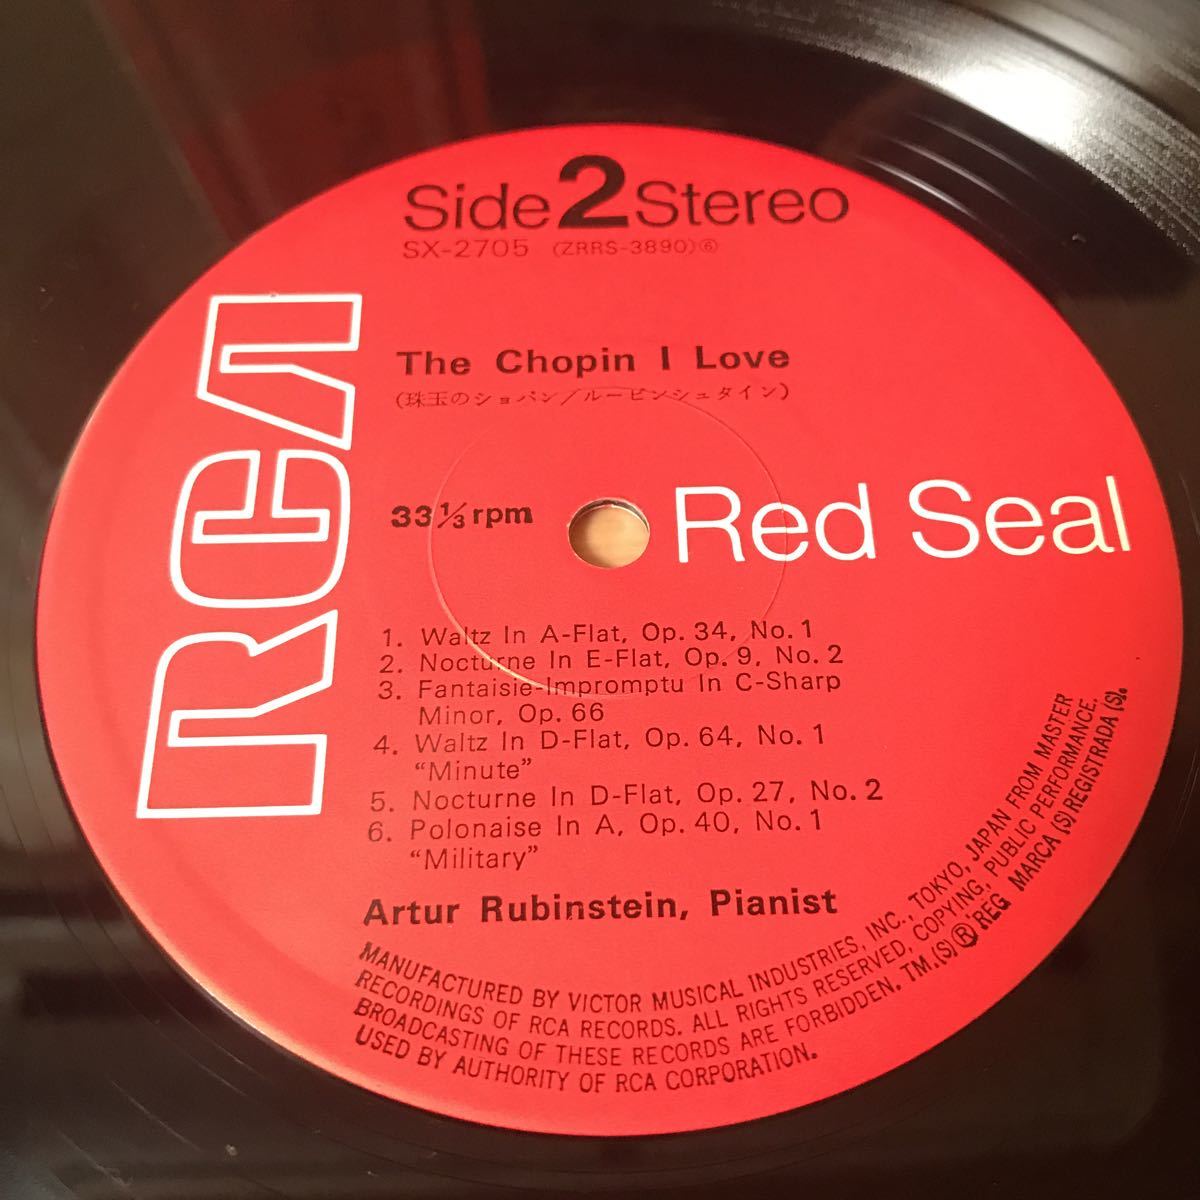 Side 2 Stereo
SX-2705 (ZRRS-3890)⑥
RCA
The Chopin I Love
(珠玉のショパン/ルービンシュタイン)
33 1/3 rpm
Red Seal
1. Waltz In A-Flat, Op. 34, No. 1
2. Nocturne In E-Flat, Op. 9, No. 2
3. Fantaisie-Impromptu In C-Sharp
Minor, Op. 66
4. Waltz In D-Flat, Op. 64, No. 1
“Minute”
5. Nocturne In D-Flat, Op. 27, No. 2
6. Polonaise In A, Op. 40, No. 1
“Military”
Artur Rubinstein, Pianist
MANUFACTURED BY VICTOR MUSICAL INDUSTRIES, INC., TOKYO, JAPAN FROM MASTER
RECORDINGS OF RCA RECORDS. ALL RIGHTS RESERVED, COPYING, PUBLIC PERFORMANCE,
BROADCASTING OF THESE RECORDS ARE FORBIDDEN. TM.(S)® REG MARCA (S) REGISTRADA (S).
USED BY AUTHORITY OF RCA CORPORATION.